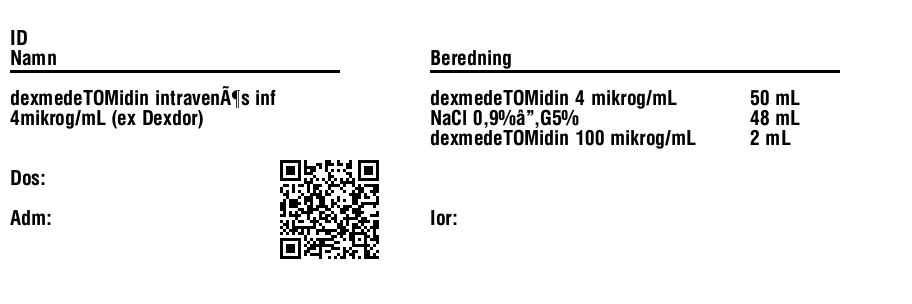 ID
Namn
dexmedeTOMidin intravenÃ¶s inf
4mikrog/mL (ex Dexdor)
Dos:
Adm:
Beredning
dexmedeTOMidin 4 mikrog/mL 50 mL
NaCl 0,9%â”‚G5% 48 mL
dexmedeTOMidin 100 mikrog/mL 2 mL
Ior: